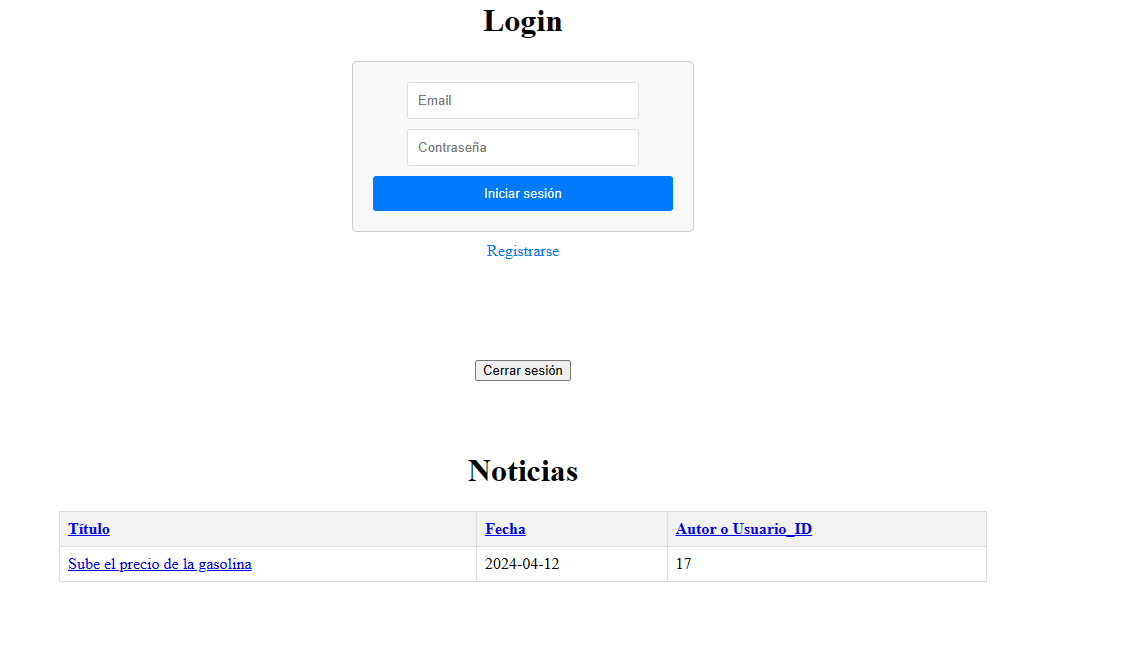 Login
Email
Contraseña
Iniciar sesión
Registrarse
Cerrar sesión
Noticias
Título Fecha Autor o Usuario_ID
Sube el precio de la gasolina 2024-04-12 17